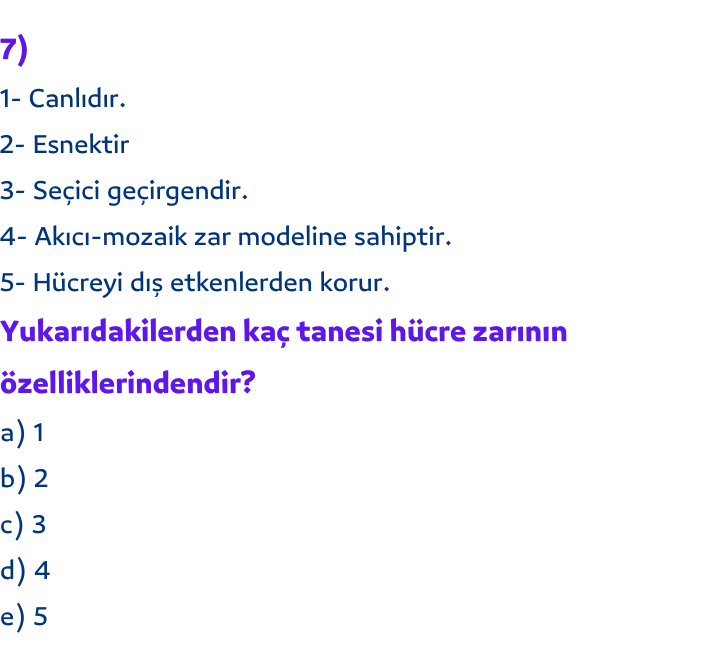 7)
1- Canlıdır.
2- Esnektir
3- Seçici geçirgendir.
4- Akıcı-mozaik zar modeline sahiptir.
5- Hücreyi dış etkenlerden korur.
Yukarıdakilerden kaç tanesi hücre zarının
özelliklerindendir?
a) 1
b) 2
c) 3
d) 4
e) 5